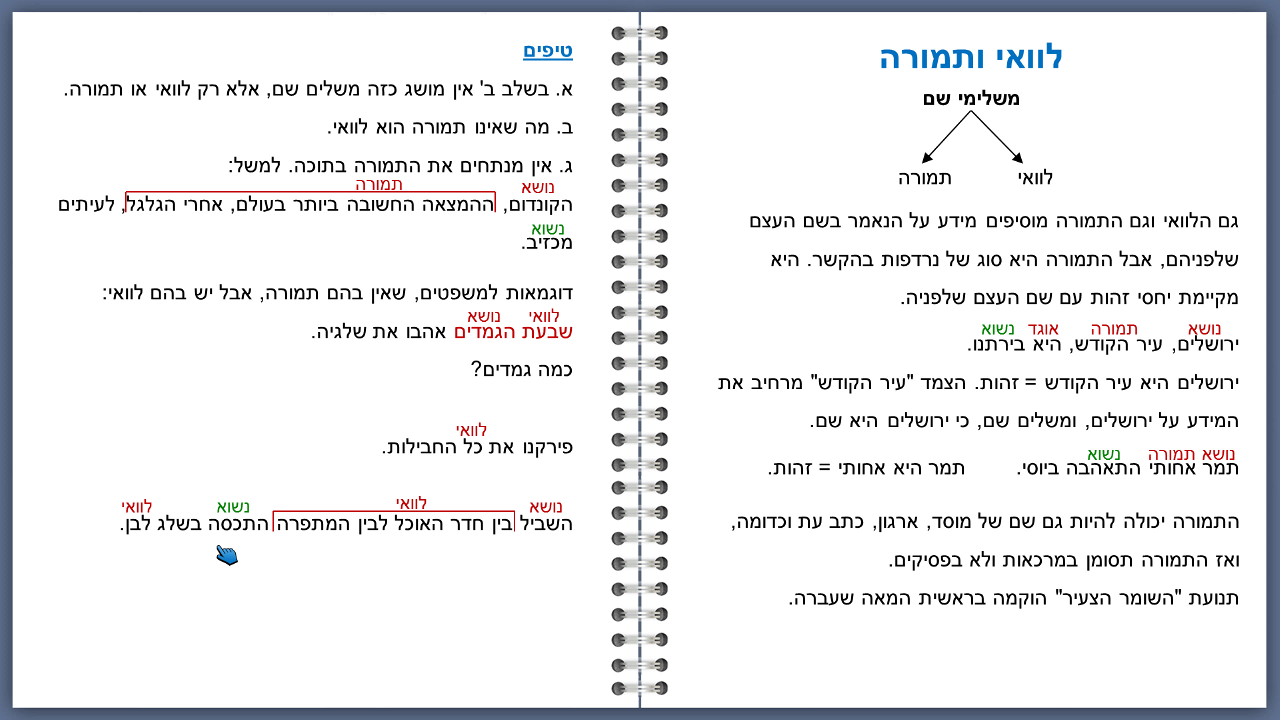 לוואי ותמורה
משלימי שם
לוואי תמורה
גם הלוואי וגם התמורה מוסיפים מידע על הנאמר בשם העצם
שלפניהם, אבל התמורה היא סוג של נרדפות בהקשר. היא
מקיימת יחסי זהות עם שם העצם שלפניה.
נושא תמורה אוגד נשוא
ירושלים, עיר הקודש, היא בירתנו.
ירושלים היא עיר הקודש = זהות. הצמד "עיר הקודש" מרחיב את
המידע על ירושלים, ומשלים שם, כי ירושלים היא שם.
נושא תמורה נשוא
תמר אחותי התאהבה ביוסי. תמר היא אחותי = זהות.
התמורה יכולה להיות גם שם של מוסד, ארגון, כתב עת וכדומה,
ואז התמורה תסומן במרכאות ולא בפסיקים.
תנועת "השומר הצעיר" הוקמה בראשית המאה שעברה.
טיפים
א. בשלב ב' אין מושג כזה משלים שם, אלא רק לוואי או תמורה.
ב. מה שאינו תמורה הוא לוואי.
ג. אין מנתחים את התמורה בתוכה. למשל:
נושא תמורה
הקונדום, ההמצאה החשובה ביותר בעולם, אחרי הגלגל, לעיתים
נשוא
מכזיב.
דוגמאות למשפטים, שאין בהם תמורה, אבל יש בהם לוואי:
לוואי נושא
שבעת הגמדים אהבו את שלגיה.
כמה גמדים?
לוואי
פירקנו את כל החבילות.
נושא לוואי נשוא לוואי
השביל בין חדר האוכל לבין המתפרה התכסה בשלג לבן.